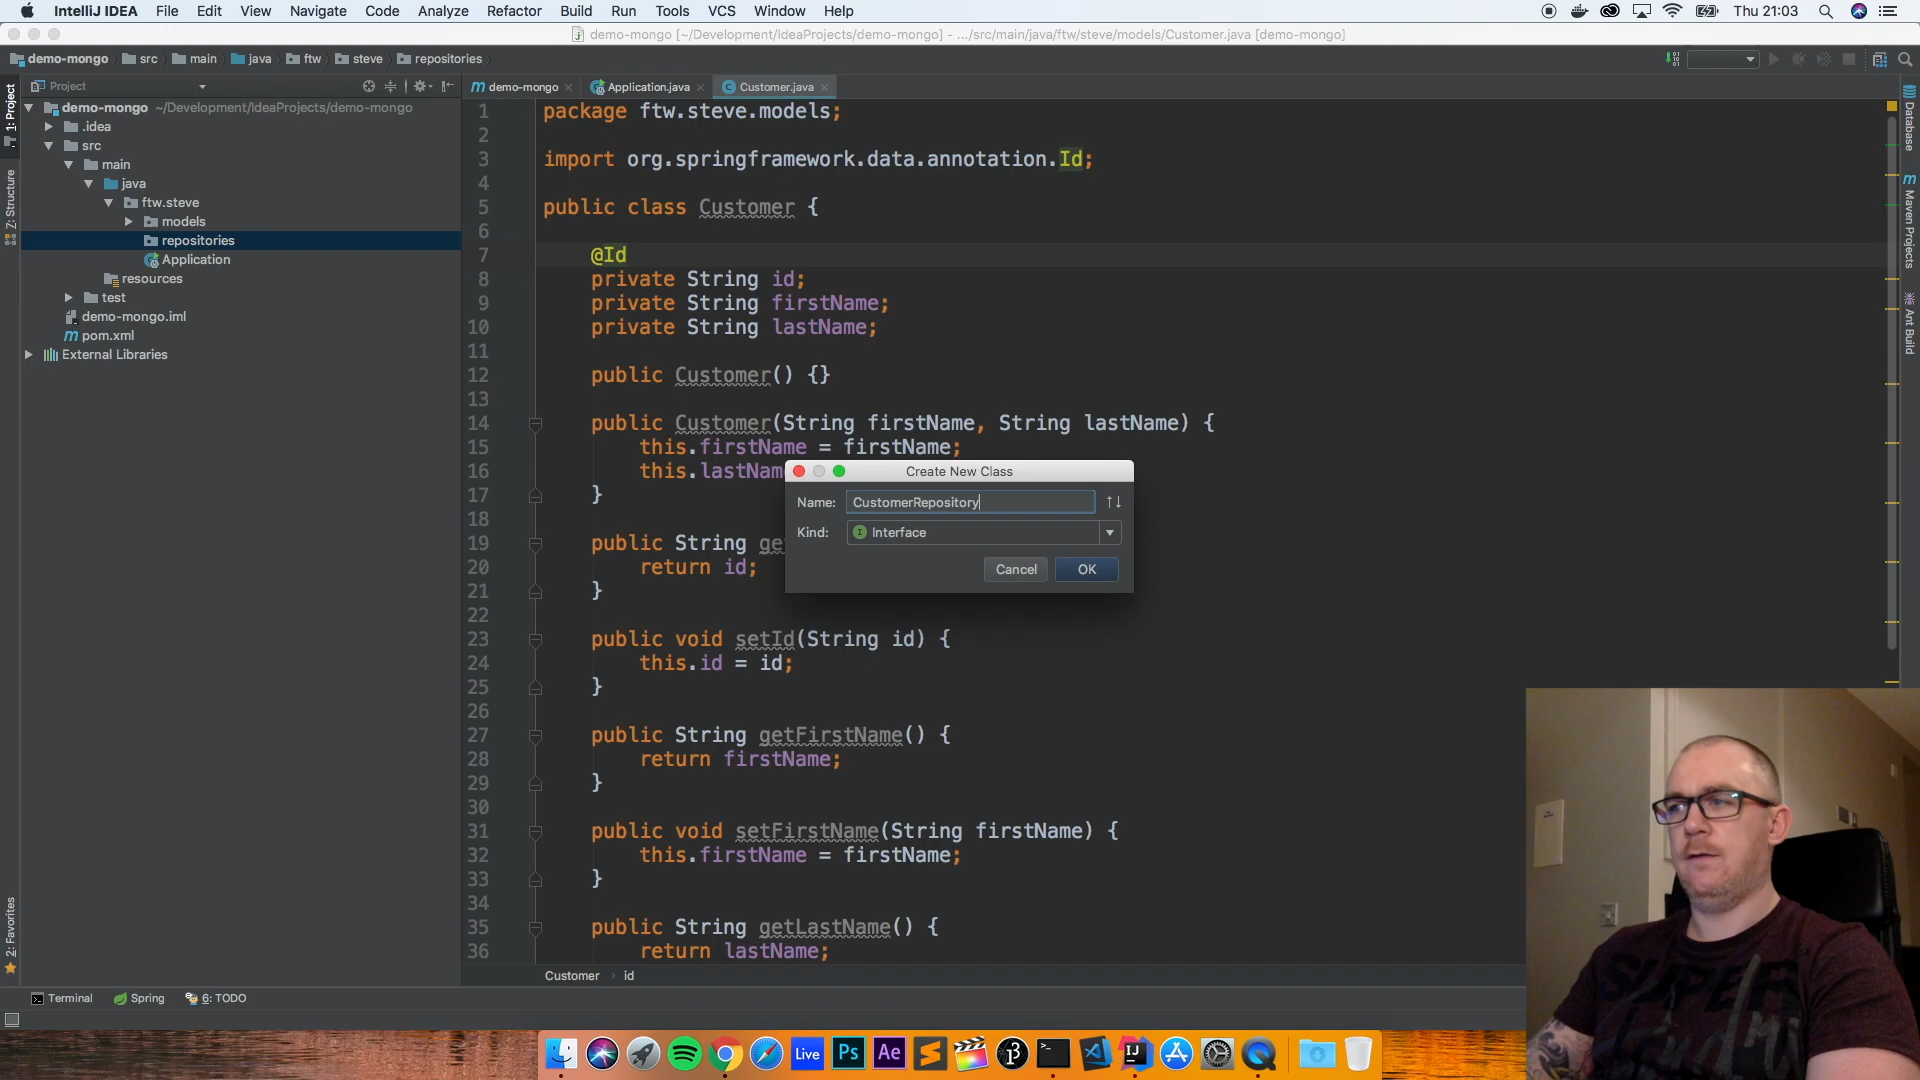 IntelliJ IDEA File Edit View Navigate Code Analyze Refactor Build Run Tools VCS Window Help Thu 21:03
demo-mongo [~/Development/IdeaProjects/demo-mongo] - .../src/main/java/ftw/steve/models/Customer.java [demo-mongo]
demo-mongo src main java ftw steve repositories
Project
demo-mongo Application.java Customer.java
demo-mongo ~/Development/IdeaProjects/demo-mongo
.idea
src
main
java
ftw.steve
models
repositories
Application
resources
test
demo-mongo.iml
pom.xml
External Libraries
1: Project
7: Structure
2: Favorites
1 package ftw.steve.models;
2
3 import org.springframework.data.annotation.Id;
4
5 public class Customer {
6
7 @Id
8 private String id;
9 private String firstName;
10 private String lastName;
11
12 public Customer() {}
13
14 public Customer(String firstName, String lastName) {
15 this.firstName = firstName;
16 this.lastNam
17 }
18
19 public String ge
20 return id;
21 }
22
23 public void setId(String id) {
24 this.id = id;
25 }
26
27 public String getFirstName() {
28 return firstName;
29 }
30
31 public void setFirstName(String firstName) {
32 this.firstName = firstName;
33 }
34
35 public String getLastName() {
36 return lastName;
Create New Class
Name: CustomerRepository
Kind: Interface
Cancel OK
Database
Maven Projects
Ant Build
Customer id
Terminal Spring 6: TODO
Live Ps Ae IJ